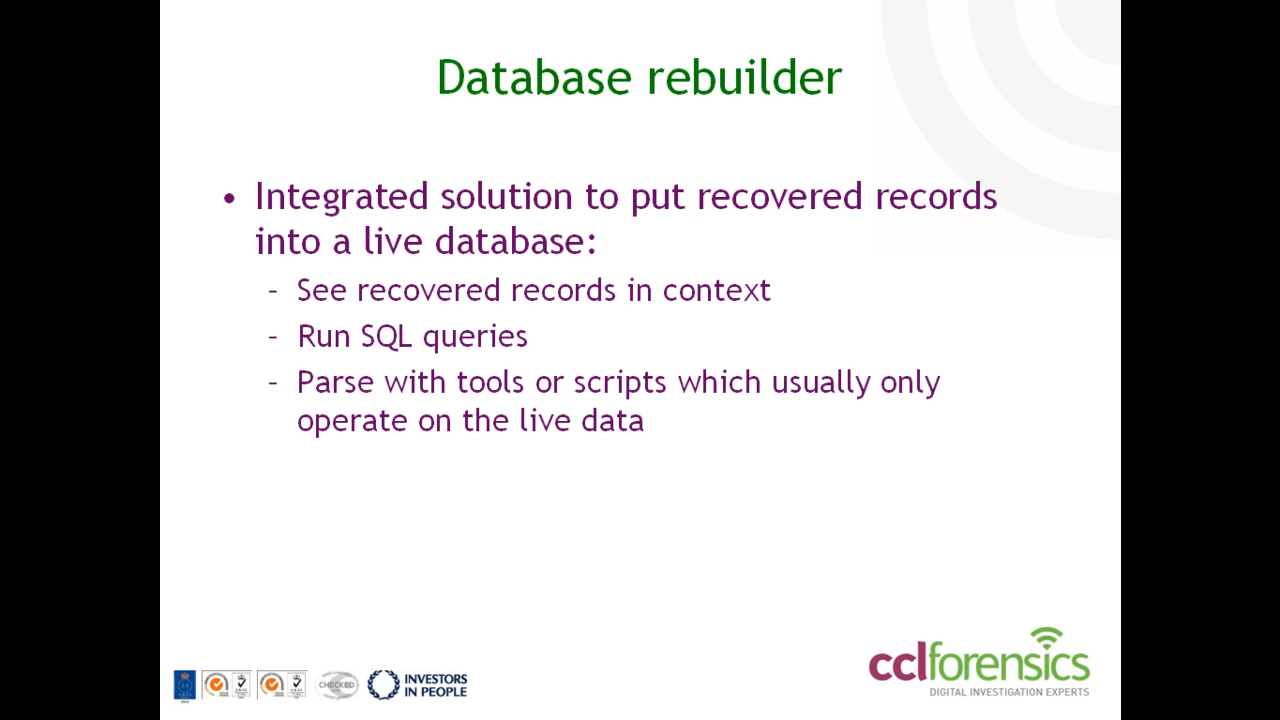 Database rebuilder
• Integrated solution to put recovered records
into a live database:
– See recovered records in context
– Run SQL queries
– Parse with tools or scripts which usually only
operate on the live data
CHECKED
INVESTORS
IN PEOPLE
cclforensics
DIGITAL INVESTIGATION EXPERTS